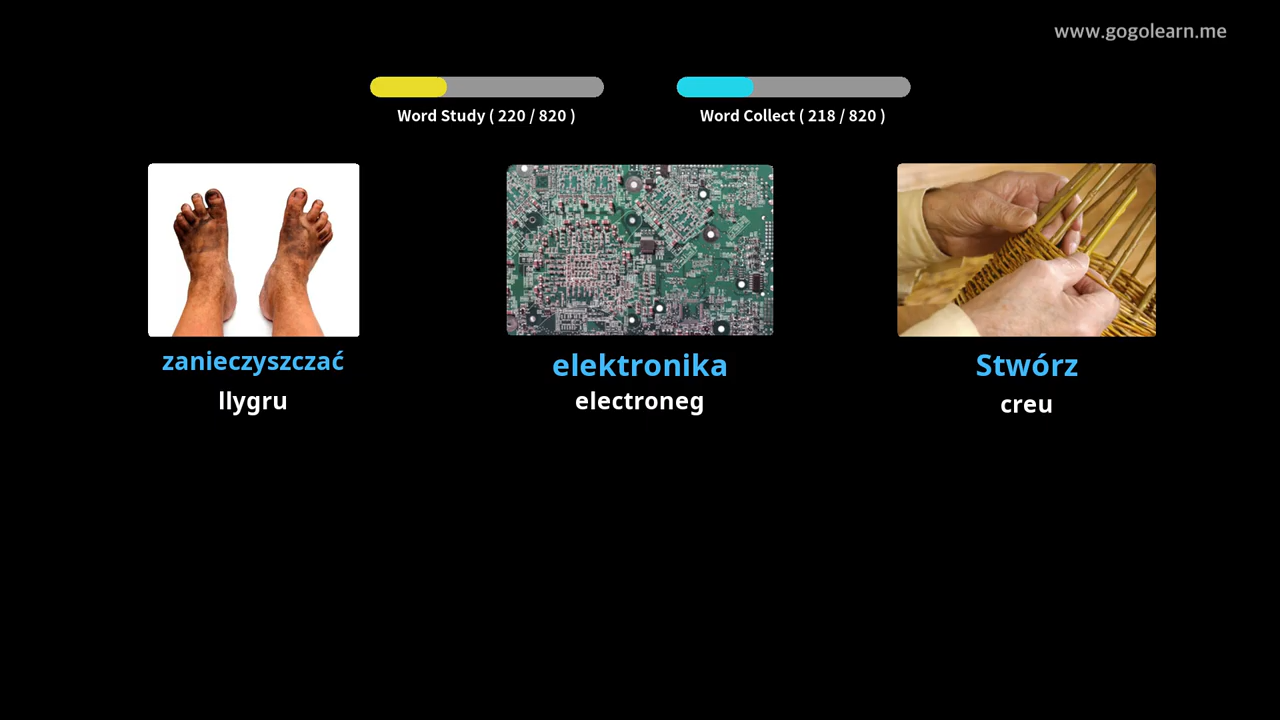 www.gogolearn.me
Word Study ( 220 / 820 )
Word Collect ( 218 / 820 )
zanieczyszczać
llygru
elektronika
electroneg
Stwórz
creu